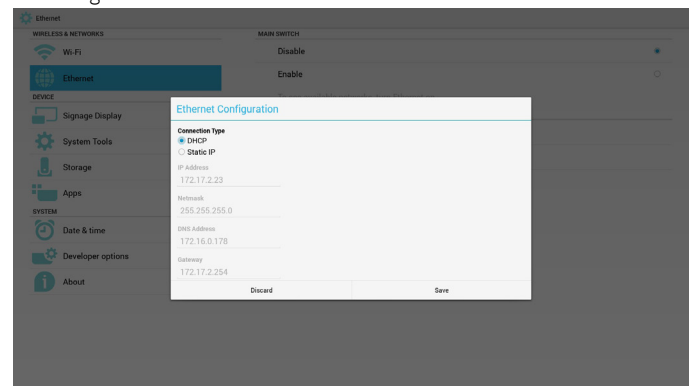 Ethernet
WIRELESS & NETWORKS
Wi-Fi
Ethernet
DEVICE
Signage Display
System Tools
Storage
Apps
SYSTEM
Date & time
Developer options
About
MAIN SWITCH
Disable
Enable
Ethernet Configuration
Connection Type
DHCP
Static IP
IP Address
172.17.2.23
Netmask
255.255.255.0
DNS Address
172.16.0.178
Gateway
172.17.2.254
Discard
Save